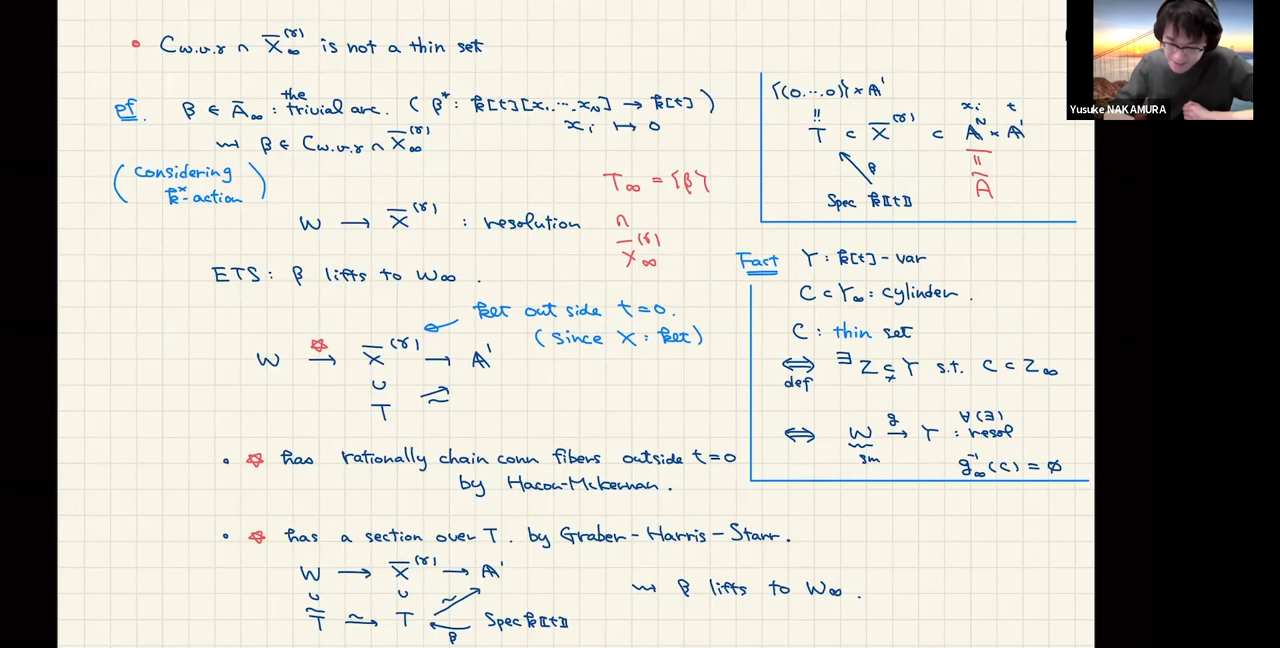 • C_{w.v.r} ∩ X̄_∞^{(r)} is not a thin set
pf. β ∈ Ā_∞ : the trivial arc. ( β* : k[t][x_1, ..., x_N] → k[t] )
x_i ↦ 0
⇝ β ∈ C_{w.v.r} ∩ X̄_∞^{(r)}
( considering k^×-action )
W → X̄^{(r)} : resolution
T_∞ = {β}
∩
X̄_∞^{(r)}
ETS : β lifts to W_∞ .
klt out side t=0.
(since X : klt)
W → X̄^{(r)} → A^1
∪
T ⥲
• ☆ has rationally chain conn fibers outside t=0
by Hacon-McKernan .
• ☆ has a section over T . by Graber-Harris-Starr .
W → X̄^{(r)} → A^1
∪ ∪ ~
T̃ ⥲ T ← Spec k[[t]]
β
⇝ β lifts to W_∞ .
{(0, ..., 0)} × A^1
x_i t
T ⊂ X̄^{(r)} ⊂ A^N × A^1
β
Ā
Spec k[[t]]
Fact Y : k[t]-var
C ⊂ Y_∞ : cylinder .
C : thin set
⟺ def ∃ Z ⊊ Y s.t. C ⊂ Z_∞
⟺ W →^g Y : ∀(∃) resol
sm
g_∞^{-1}(C) = ∅
Yusuke NAKAMURA